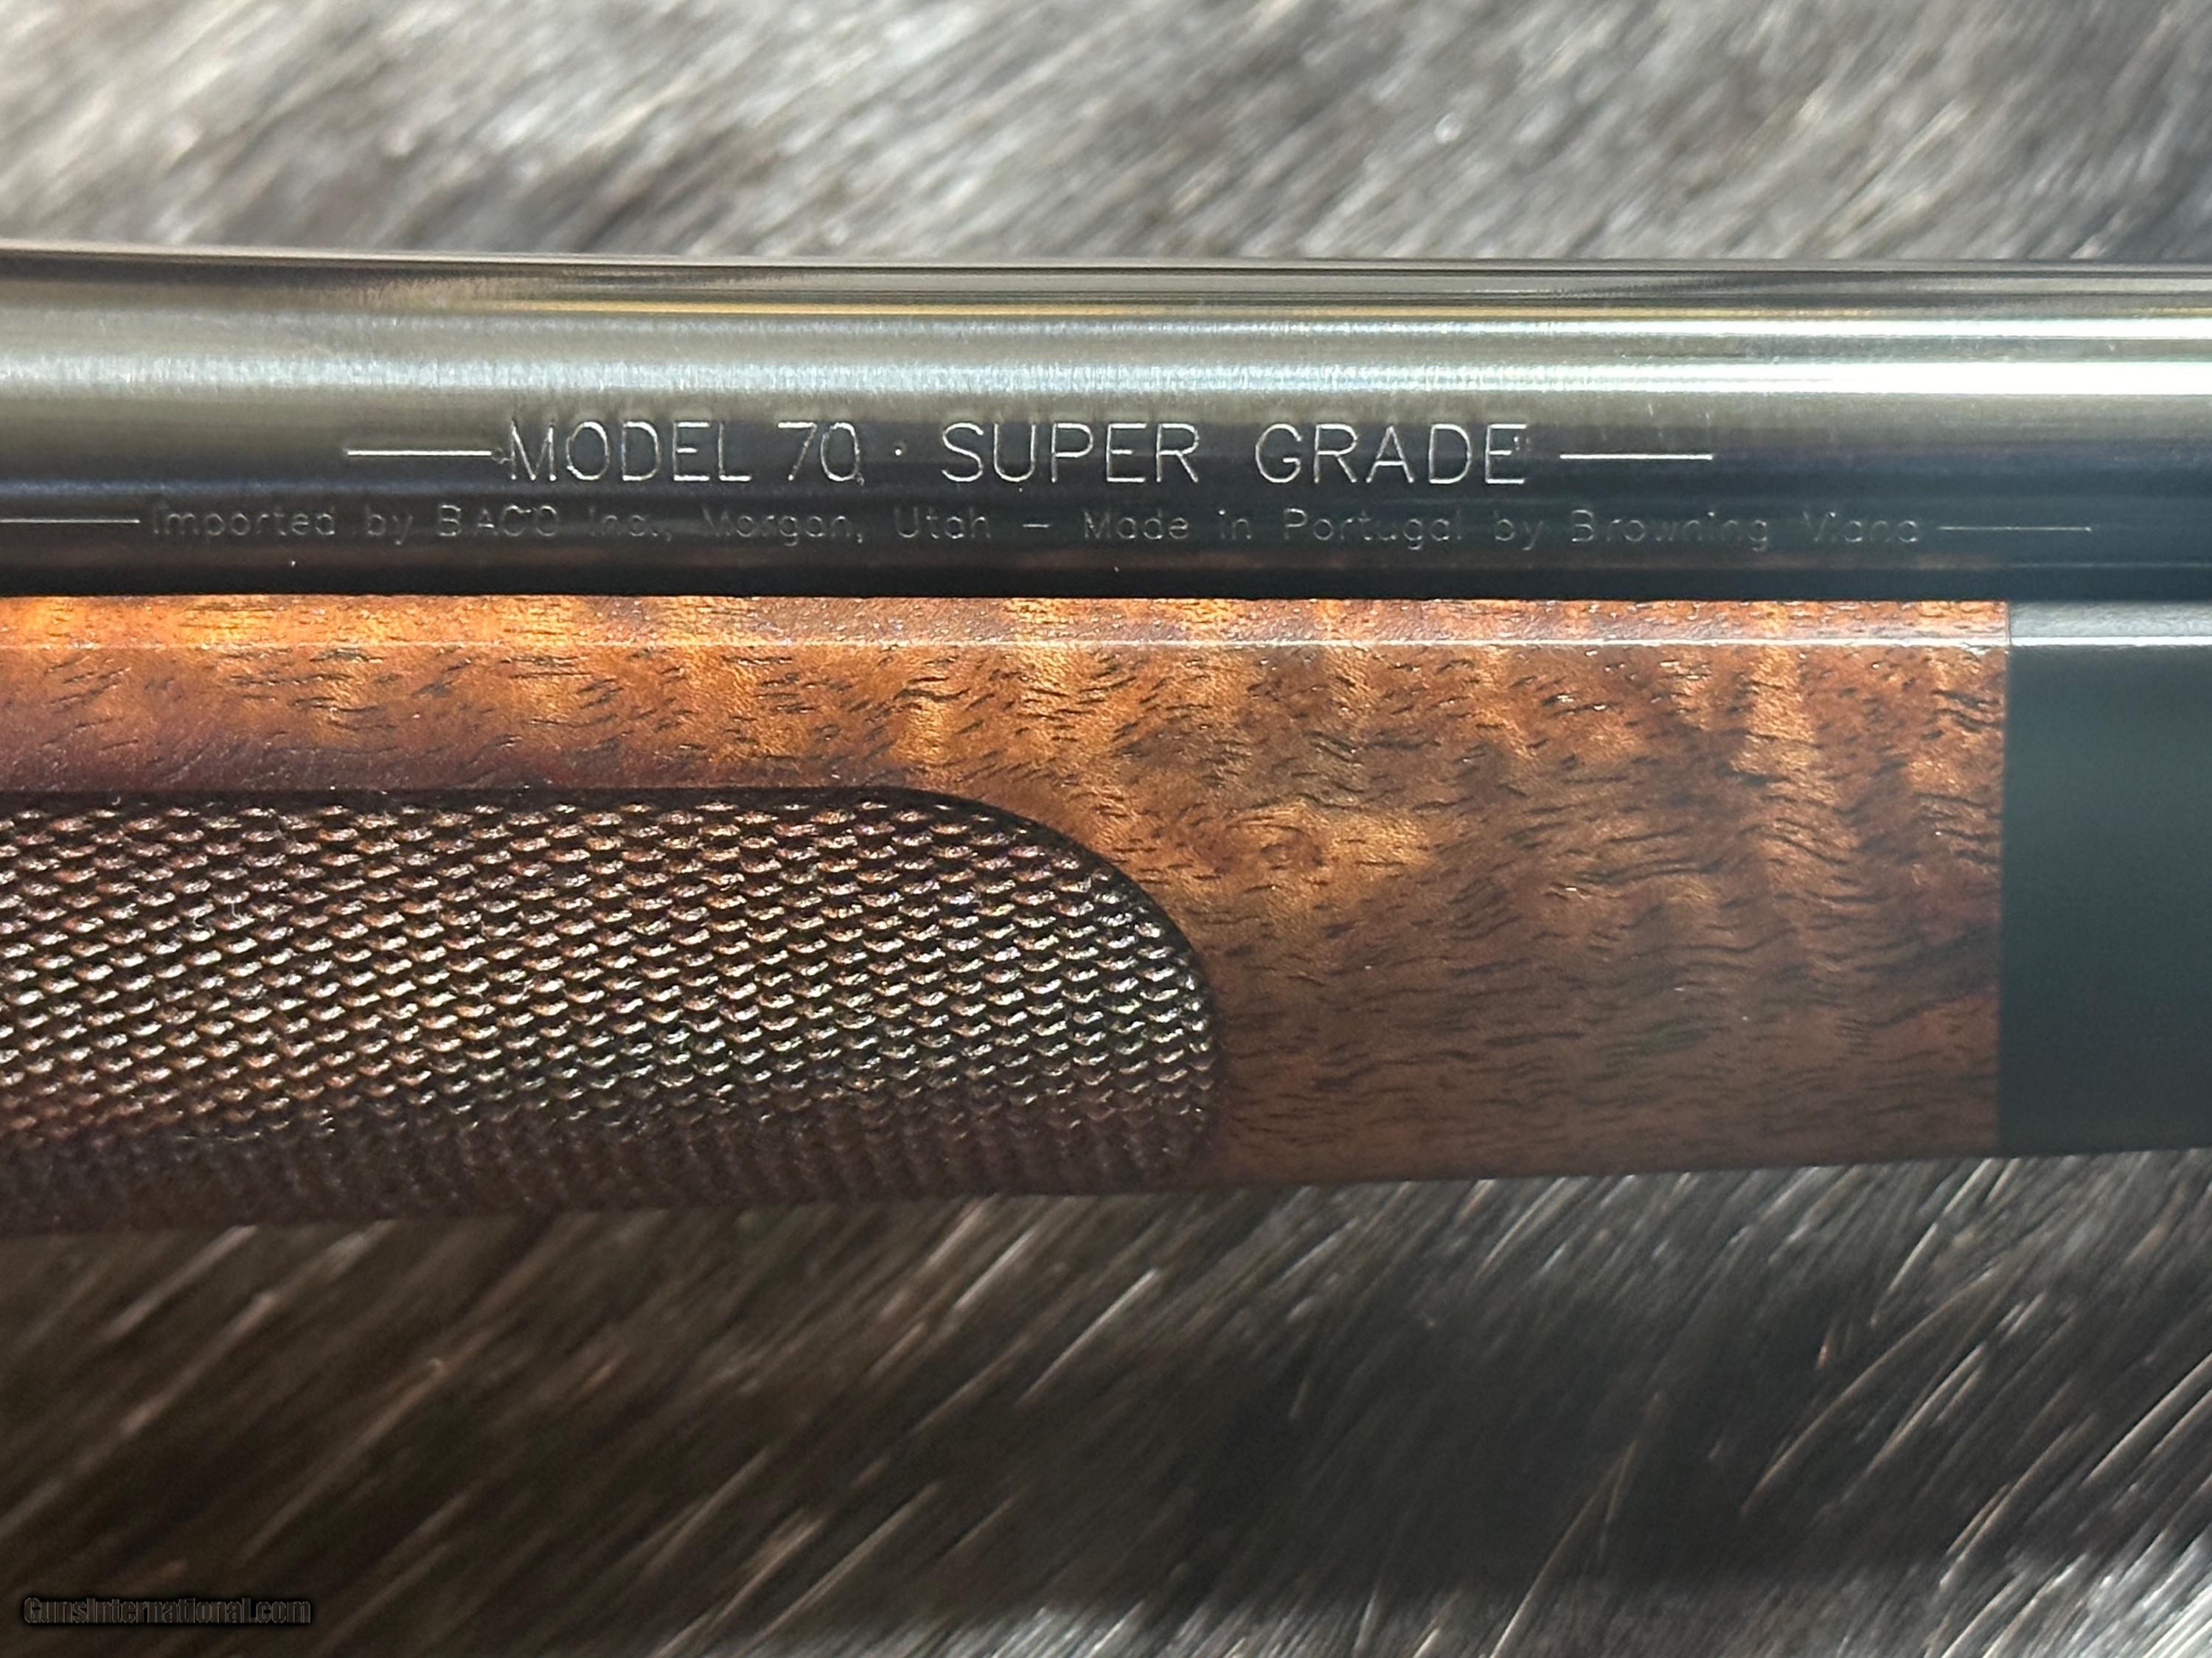 MODEL 70 · SUPER GRADE
Imported by BACO Inc., Morgan, Utah – Made in Portugal by Browning Viana
GunsInternational.com